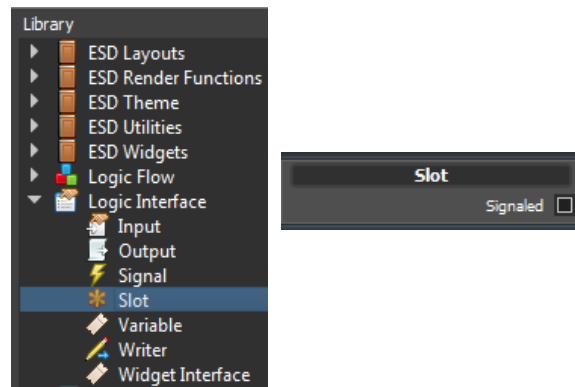 Library
ESD Layouts
ESD Render Functions
ESD Theme
ESD Utilities
ESD Widgets
Logic Flow
Logic Interface
Input
Output
Signal
Slot
Variable
Writer
Widget Interface
Slot
Signaled